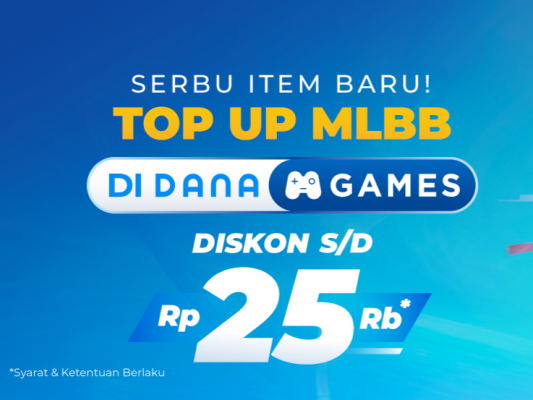 SERBU ITEM BARU!
TOP UP MLBB
DI DANA GAMES
DISKON S/D
Rp 25 Rb*
*Syarat & Ketentuan Berlaku